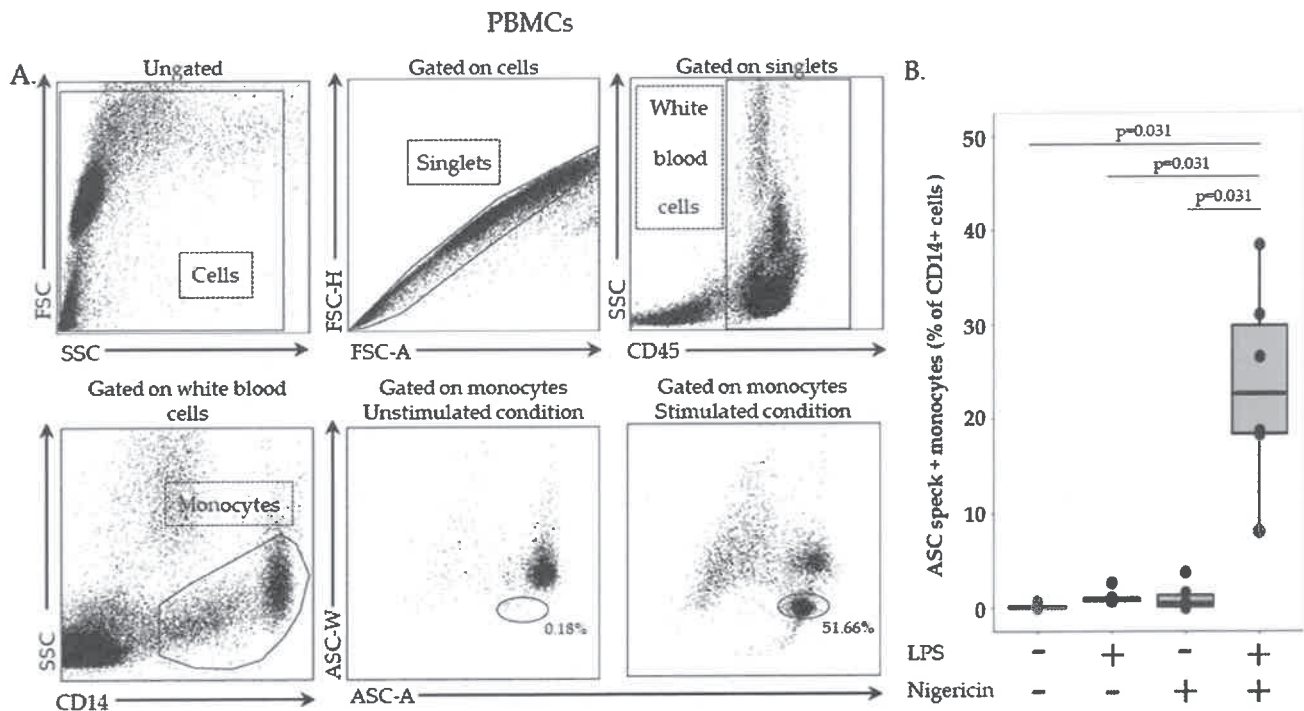 PBMCs
A.
Ungated
Gated on cells
Gated on singlets
B.
FSC
Cells
SSC
FSC-H
Singlets
FSC-A
SSC
White
blood
cells
CD45
Gated on white blood
cells
Gated on monocytes
Unstimulated condition
Gated on monocytes
Stimulated condition
SSC
Monocytes
CD14
ASC-W
0.18%
51.66%
ASC-A
ASC speck + monocytes (% of CD14+ cells)
50
40
30
20
10
0
p=0.031
p=0.031
p=0.031
LPS - + - +
Nigericin - - + +